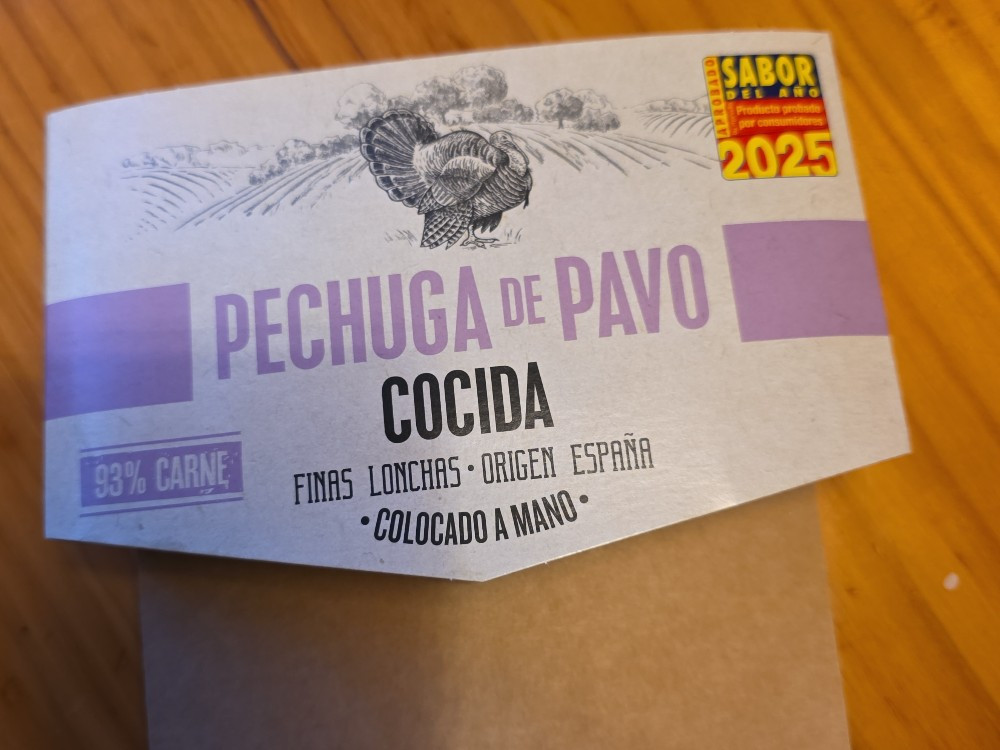 APROBADO
SABOR
DEL AÑO
Producto probado
por consumidores
2025
PECHUGA DE PAVO
COCIDA
93% CARNE
FINAS LONCHAS · ORIGEN ESPAÑA
• COLOCADO A MANO •